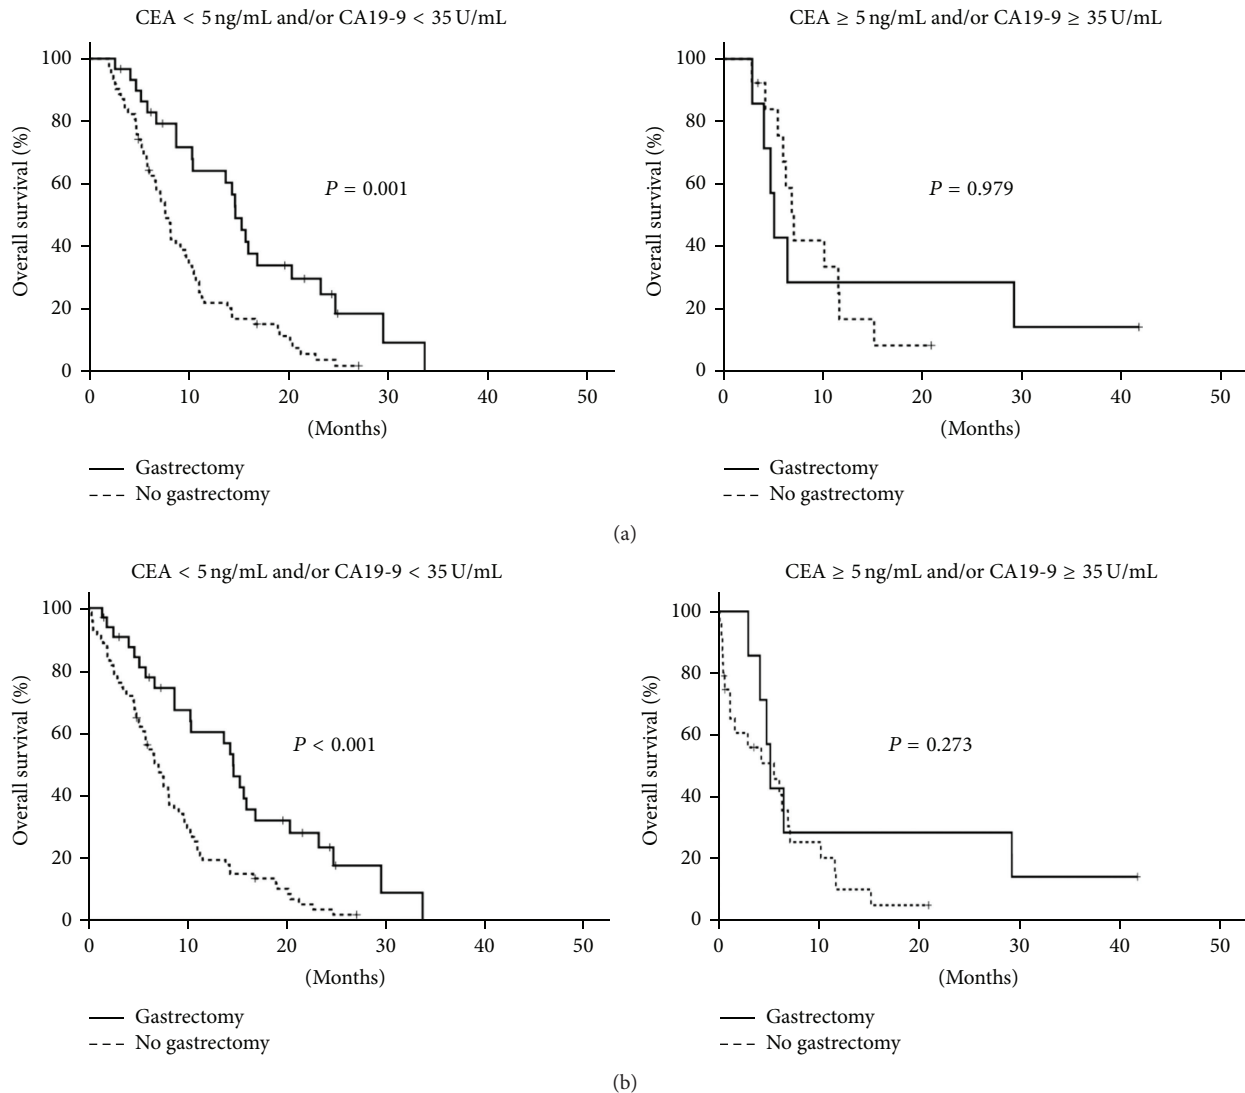 CEA < 5 ng/mL and/or CA19-9 < 35 U/mL
100
80
60
40
20
0
Overall survival (%)
P = 0.001
0 10 20 30 40 50
(Months)
Gastrectomy
No gastrectomy
CEA ≥ 5 ng/mL and/or CA19-9 ≥ 35 U/mL
100
80
60
40
20
0
Overall survival (%)
P = 0.979
0 10 20 30 40 50
(Months)
Gastrectomy
No gastrectomy
(a)
CEA < 5 ng/mL and/or CA19-9 < 35 U/mL
100
80
60
40
20
0
Overall survival (%)
P < 0.001
0 10 20 30 40 50
(Months)
Gastrectomy
No gastrectomy
CEA ≥ 5 ng/mL and/or CA19-9 ≥ 35 U/mL
100
80
60
40
20
0
Overall survival (%)
P = 0.273
0 10 20 30 40 50
(Months)
Gastrectomy
No gastrectomy
(b)